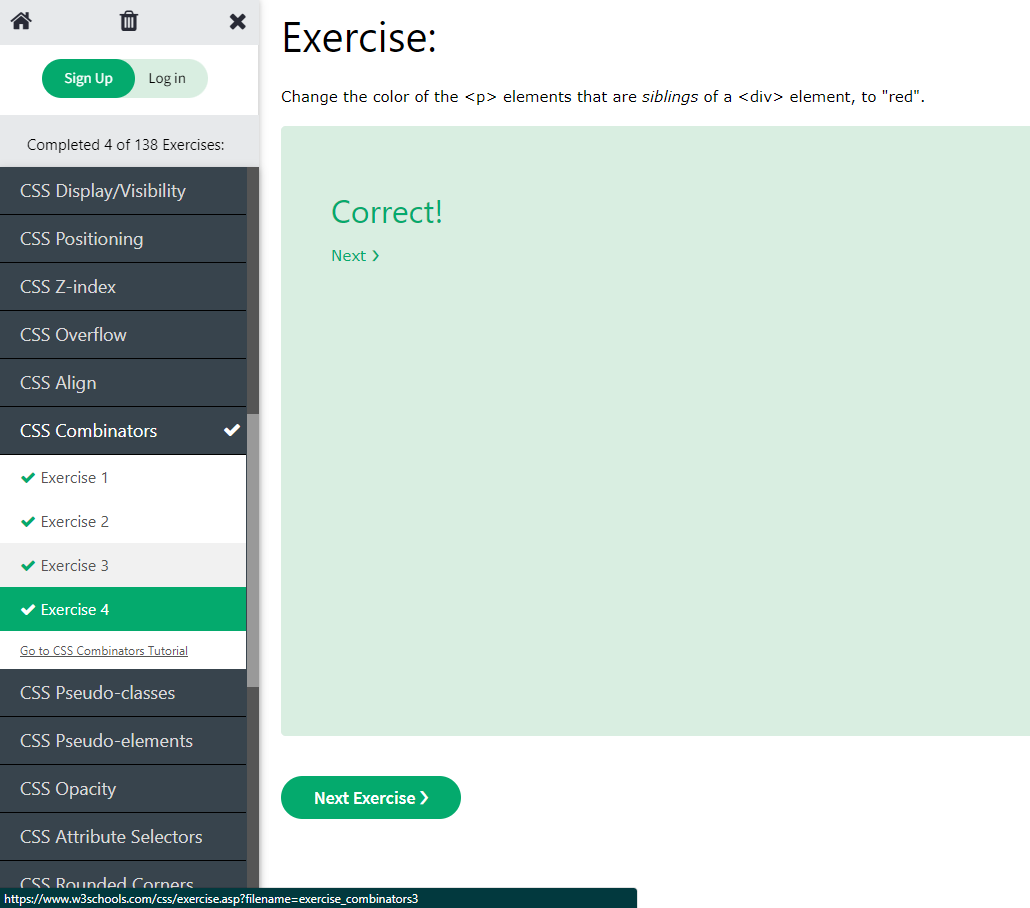 Sign Up Log in
Completed 4 of 138 Exercises:
CSS Display/Visibility
CSS Positioning
CSS Z-index
CSS Overflow
CSS Align
CSS Combinators
Exercise 1
Exercise 2
Exercise 3
Exercise 4
Go to CSS Combinators Tutorial
CSS Pseudo-classes
CSS Pseudo-elements
CSS Opacity
CSS Attribute Selectors
CSS Rounded Corners
https://www.w3schools.com/css/exercise.asp?filename=exercise_combinators3
Exercise:
Change the color of the <p> elements that are siblings of a <div> element, to "red".
Correct!
Next ❯
Next Exercise ❯